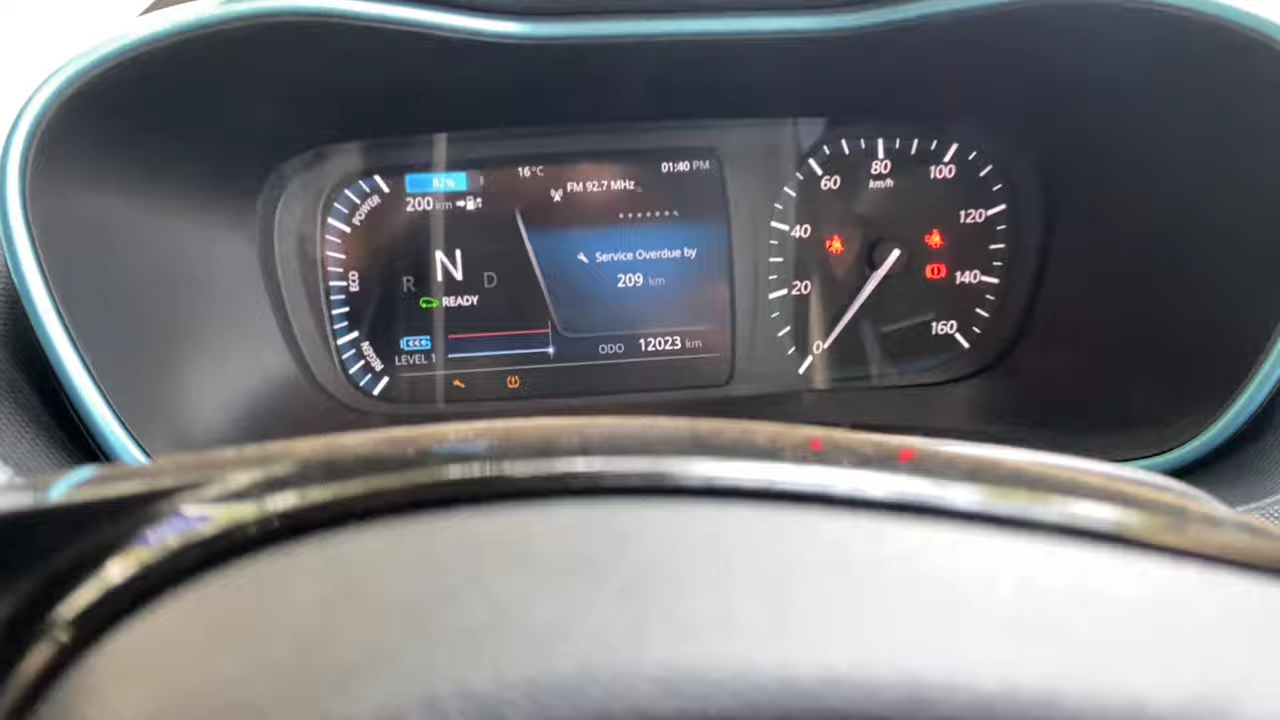 16°C
01:40 PM
82%
FM 92.7 MHz
200 km
POWER
ECO
REGEN
Service Overdue by
209 km
R N D
READY
LEVEL 1
ODO 12023 km
0
20
40
60
80
100
120
140
160
km/h